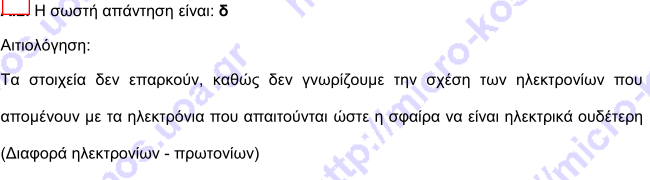 Η σωστή απάντηση είναι: δ
Αιτιολόγηση:
Τα στοιχεία δεν επαρκούν, καθώς δεν γνωρίζουμε την σχέση των ηλεκτρονίων που
απομένουν με τα ηλεκτρόνια που απαιτούνται ώστε η σφαίρα να είναι ηλεκτρικά ουδέτερη
(Διαφορά ηλεκτρονίων - πρωτονίων)